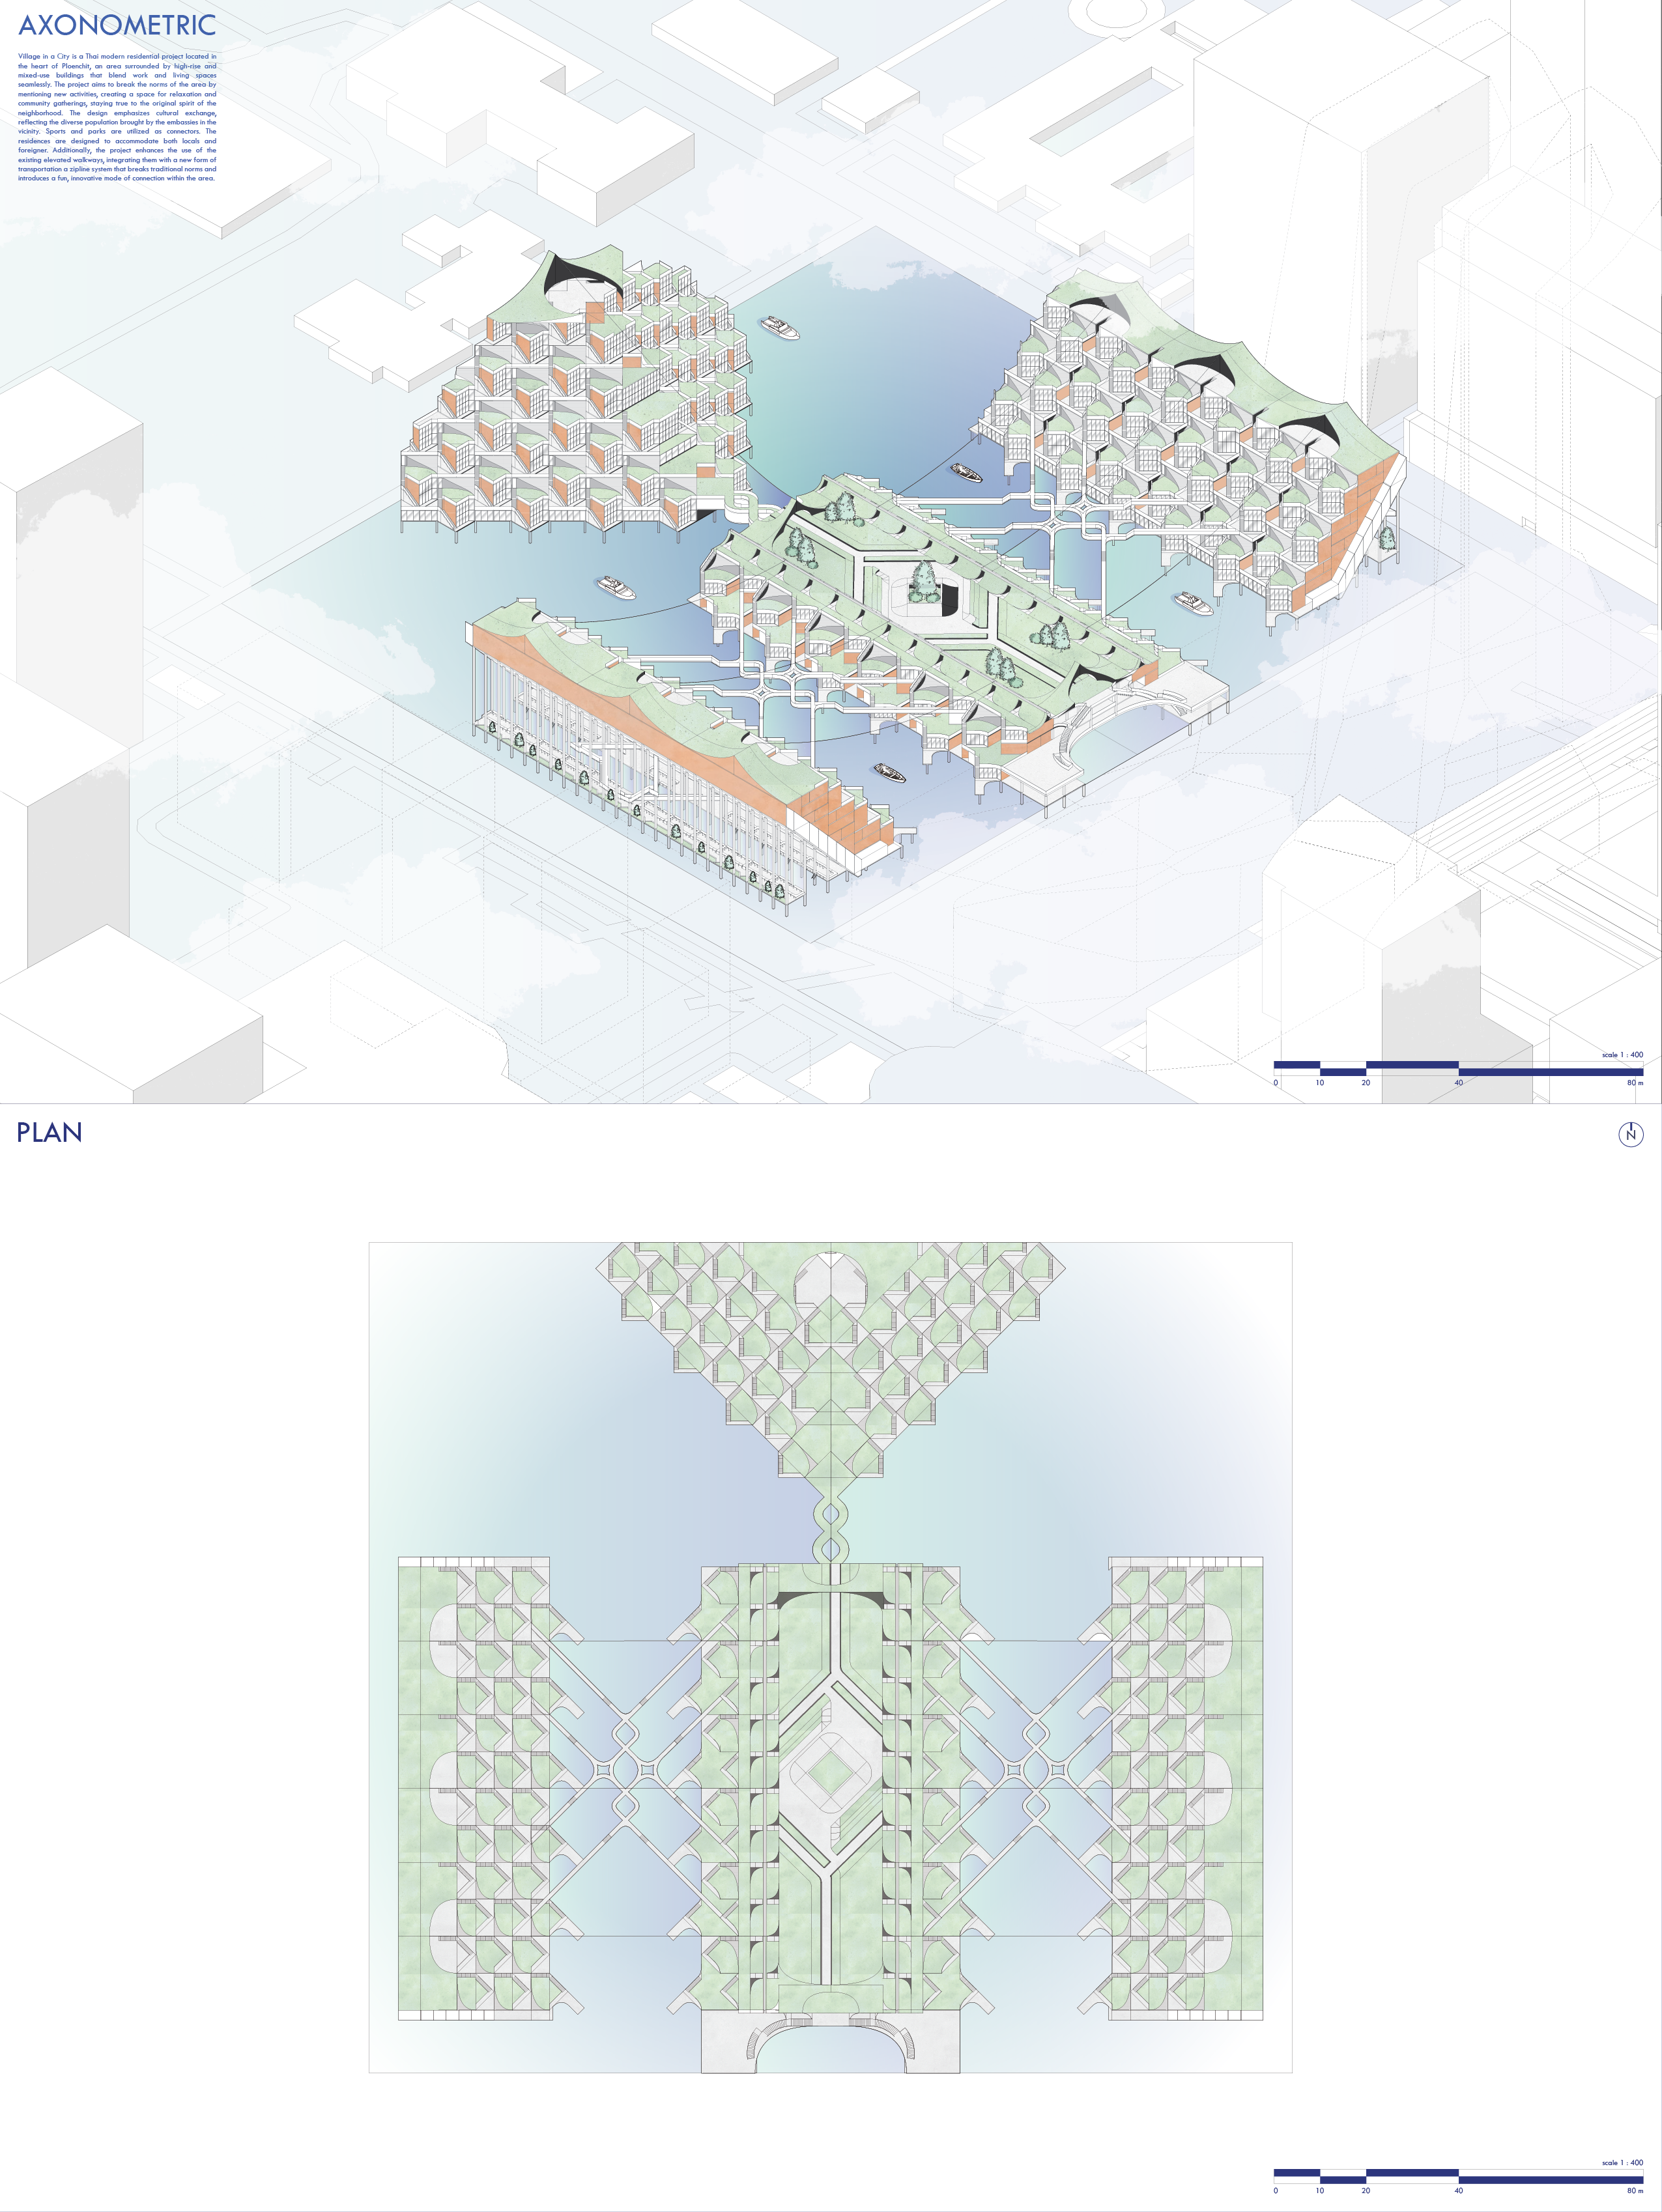 AXONOMETRIC
Village in a City is a Thai modern residential project located in
the heart of Ploenchit, an area surrounded by high-rise and
mixed-use buildings that blend work and living spaces
seamlessly. The project aims to break the norms of the area by
mentioning new activities, creating a space for relaxation and
community gatherings, staying true to the original spirit of the
neighborhood. The design emphasizes cultural exchange,
reflecting the diverse population brought by the embassies in the
vicinity. Sports and parks are utilized as connectors. The
residences are designed to accommodate both locals and
foreigner. Additionally, the project enhances the use of the
existing elevated walkways, integrating them with a new form of
transportation a zipline system that breaks traditional norms and
introduces a fun, innovative mode of connection within the area.
scale 1 : 400
0 10 20 40 80 m
PLAN
N
scale 1 : 400
0 10 20 40 80 m